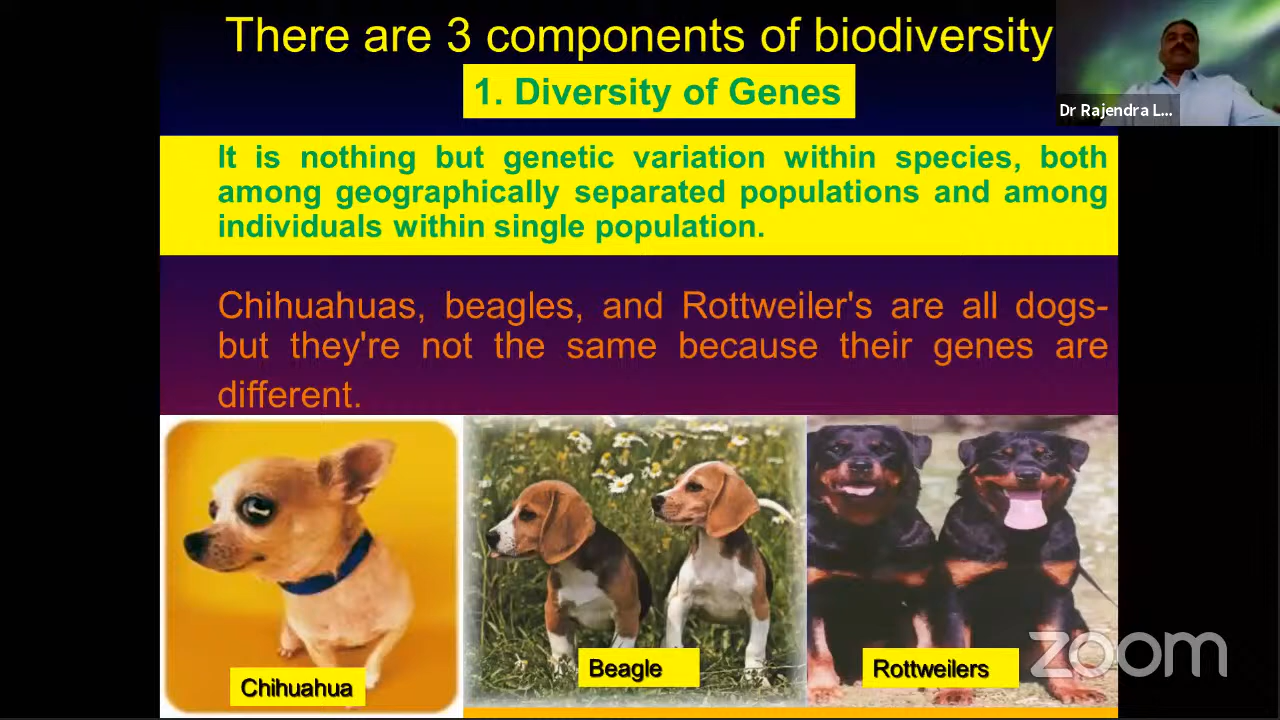 There are 3 components of biodiversity
1. Diversity of Genes
Dr Rajendra L...
It is nothing but genetic variation within species, both
among geographically separated populations and among
individuals within single population.
Chihuahuas, beagles, and Rottweiler's are all dogs-
but they're not the same because their genes are
different.
Chihuahua
Beagle
Rottweilers
zoom